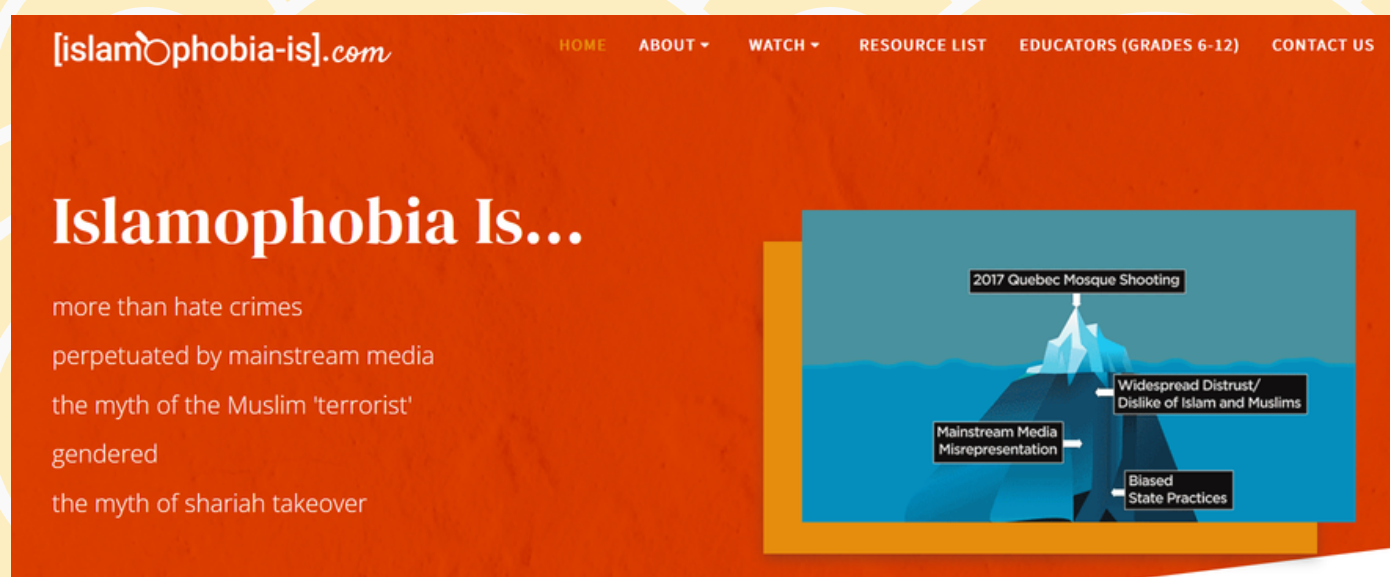 [islamophobia-is].com
HOME ABOUT WATCH RESOURCE LIST EDUCATORS (GRADES 6-12) CONTACT US
Islamophobia Is...
more than hate crimes
perpetuated by mainstream media
the myth of the Muslim 'terrorist'
gendered
the myth of shariah takeover
2017 Quebec Mosque Shooting
Widespread Distrust/
Dislike of Islam and Muslims
Mainstream Media
Misrepresentation
Biased
State Practices